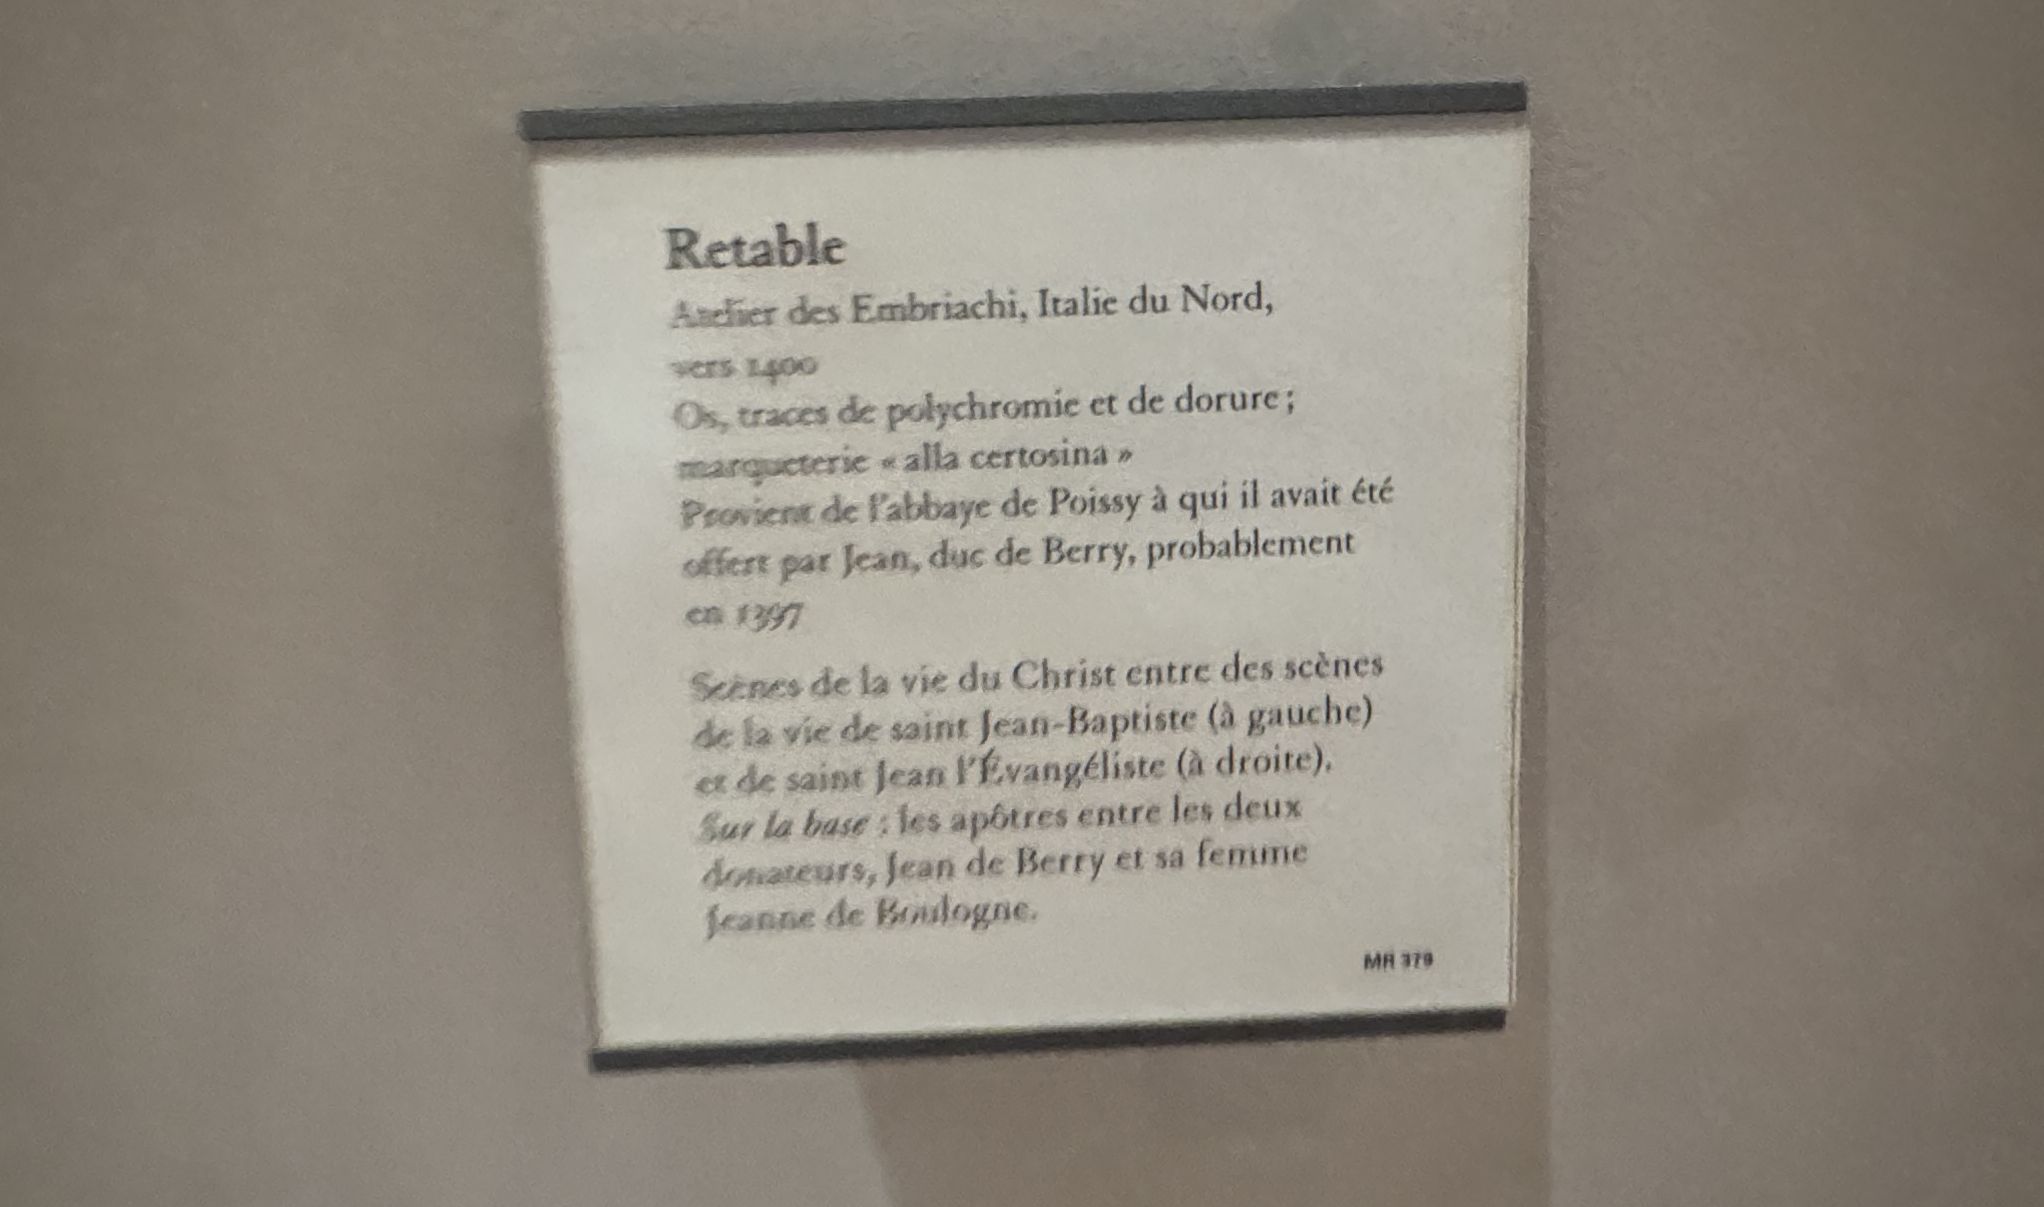 Retable
Atelier des Embriachi, Italie du Nord,
vers 1400
Os, traces de polychromie et de dorure ;
marqueterie « alla certosina »
Provient de l'abbaye de Poissy à qui il avait été
offert par Jean, duc de Berry, probablement
en 1397
Scènes de la vie du Christ entre des scènes
de la vie de saint Jean-Baptiste (à gauche)
et de saint Jean l'Évangéliste (à droite).
Sur la base : les apôtres entre les deux
donateurs, Jean de Berry et sa femme
Jeanne de Boulogne.
MR 379